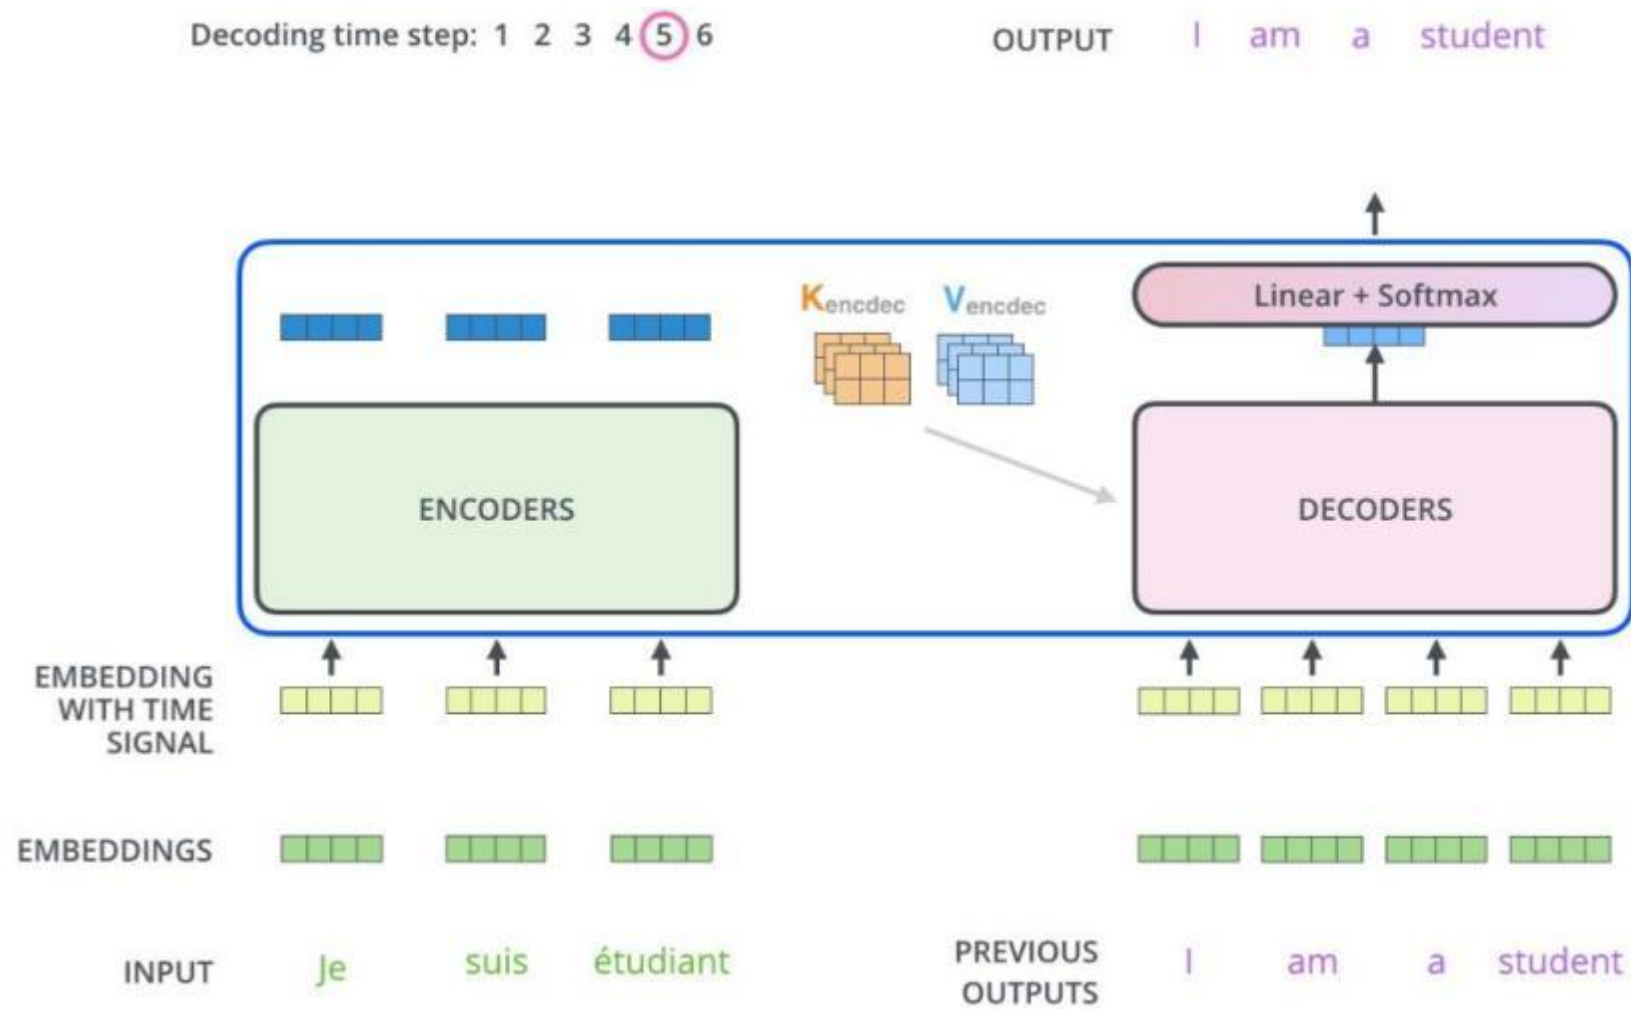 Decoding time step: 1 2 3 4 5 6
OUTPUT I am a student
Kencdec Vencdec
Linear + Softmax
ENCODERS
DECODERS
EMBEDDING
WITH TIME
SIGNAL
EMBEDDINGS
INPUT Je suis étudiant
PREVIOUS
OUTPUTS
I am a student